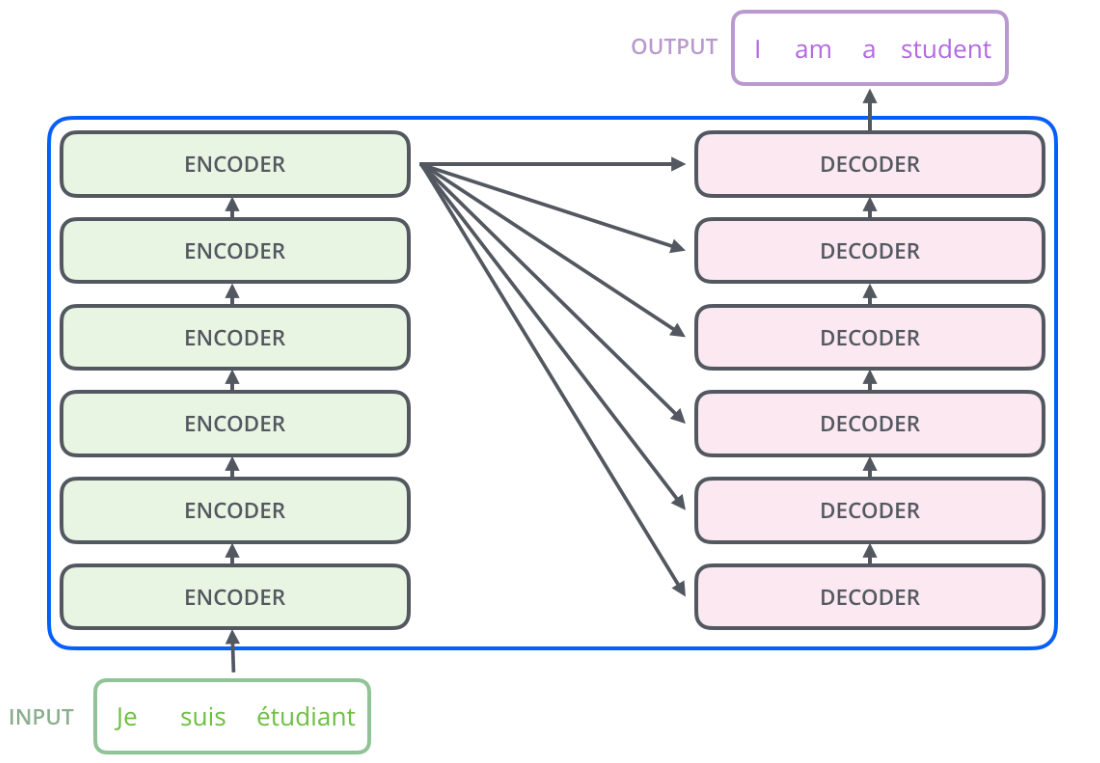 OUTPUT
I am a student
ENCODER
DECODER
ENCODER
DECODER
ENCODER
DECODER
ENCODER
DECODER
ENCODER
DECODER
ENCODER
DECODER
INPUT
Je suis étudiant